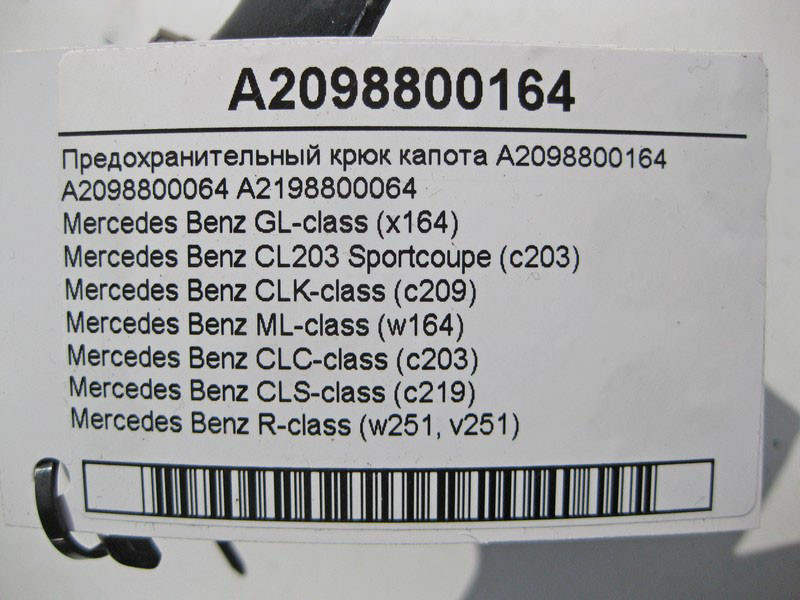 A2098800164
Предохранительный крюк капота A2098800164
A2098800064 A2198800064
Mercedes Benz GL-class (x164)
Mercedes Benz CL203 Sportcoupe (c203)
Mercedes Benz CLK-class (c209)
Mercedes Benz ML-class (w164)
Mercedes Benz CLC-class (c203)
Mercedes Benz CLS-class (c219)
Mercedes Benz R-class (w251, v251)